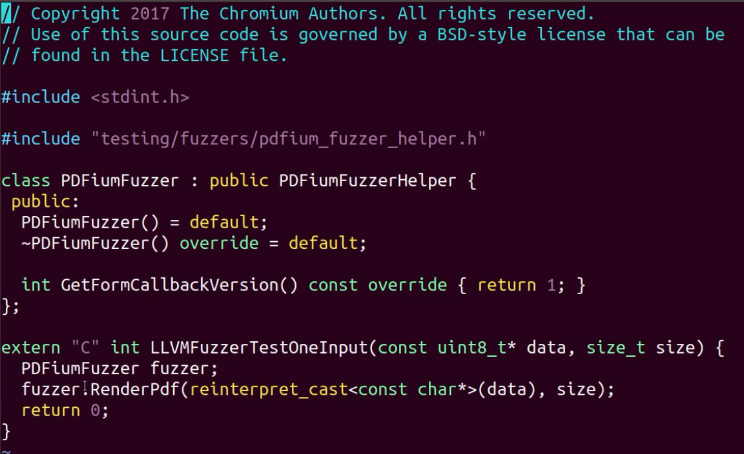 // Copyright 2017 The Chromium Authors. All rights reserved.
// Use of this source code is governed by a BSD-style license that can be
// found in the LICENSE file.
#include <stdint.h>
#include "testing/fuzzers/pdfium_fuzzer_helper.h"
class PDFiumFuzzer : public PDFiumFuzzerHelper {
 public:
  PDFiumFuzzer() = default;
  ~PDFiumFuzzer() override = default;
  int GetFormCallbackVersion() const override { return 1; }
};
extern "C" int LLVMFuzzerTestOneInput(const uint8_t* data, size_t size) {
  PDFiumFuzzer fuzzer;
  fuzzer.RenderPdf(reinterpret_cast<const char*>(data), size);
  return 0;
}
~